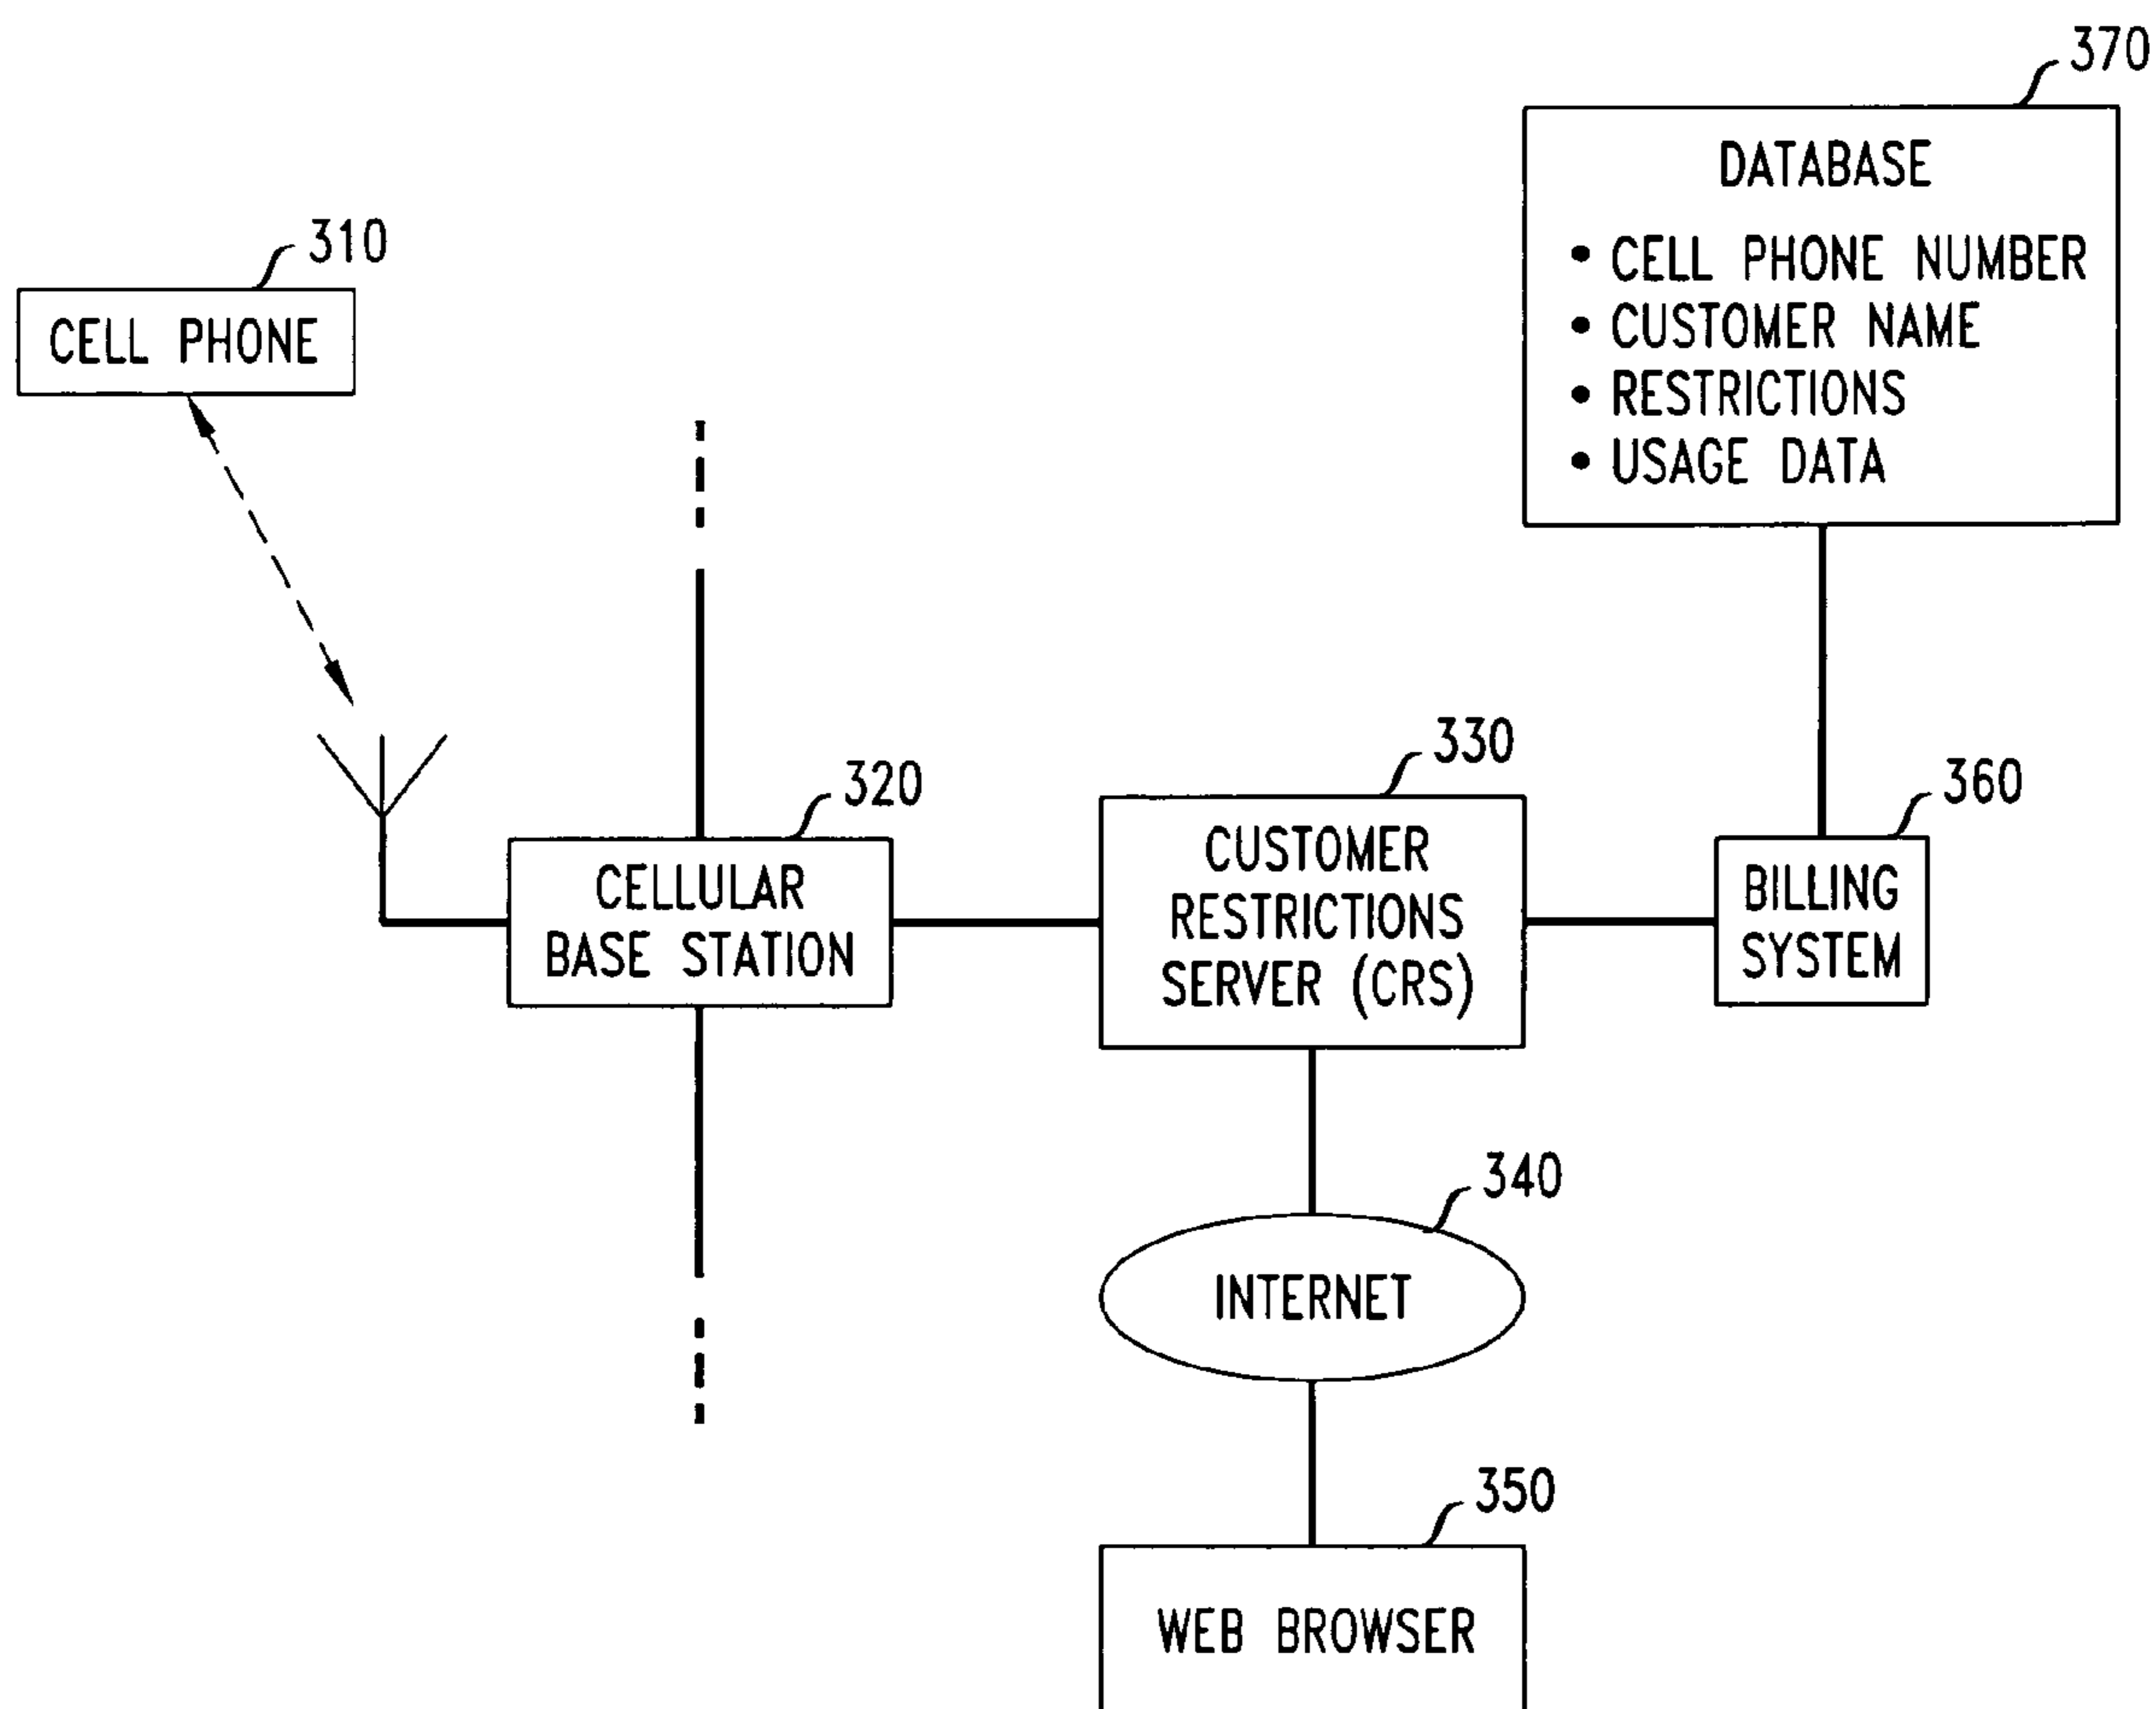 370
DATABASE
• CELL PHONE NUMBER
• CUSTOMER NAME
• RESTRICTIONS
• USAGE DATA
310
CELL PHONE
320
CELLULAR
BASE STATION
330
CUSTOMER
RESTRICTIONS
SERVER (CRS)
360
BILLING
SYSTEM
340
INTERNET
350
WEB BROWSER